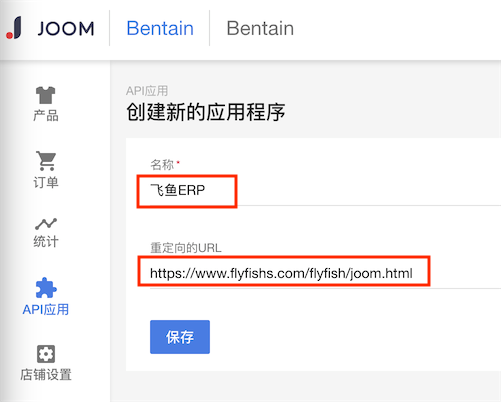 JOOM
Bentain
Bentain
产品
订单
统计
API应用
店铺设置
API应用
创建新的应用程序
名称 *
飞鱼ERP
重定向的URL
https://www.flyfishs.com/flyfish/joom.html
保存